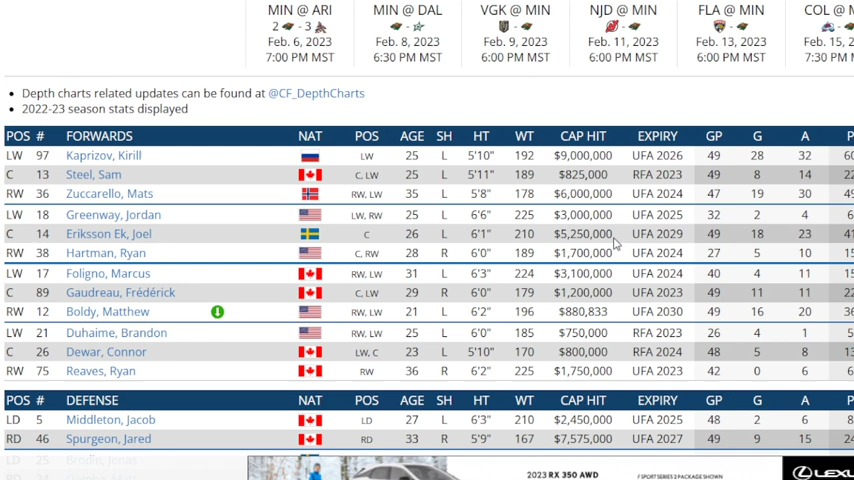 MIN @ ARI MIN @ DAL VGK @ MIN NJD @ MIN FLA @ MIN COL @ M
2 - 3 - - - - -
Feb. 6, 2023 Feb. 8, 2023 Feb. 9, 2023 Feb. 11, 2023 Feb. 13, 2023 Feb. 15, 2
7:00 PM MST 6:30 PM MST 6:00 PM MST 6:00 PM MST 6:00 PM MST 7:30 PM M
• Depth charts related updates can be found at @CF_DepthCharts
• 2022-23 season stats displayed
POS # FORWARDS NAT POS AGE SH HT WT CAP HIT EXPIRY GP G A P
LW 97 Kaprizov, Kirill LW 25 L 5'10" 192 $9,000,000 UFA 2026 49 28 32 60
C 13 Steel, Sam C, LW 25 L 5'11" 189 $825,000 RFA 2023 49 8 14 22
RW 36 Zuccarello, Mats RW, LW 35 L 5'8" 178 $6,000,000 UFA 2024 47 19 30 49
LW 18 Greenway, Jordan LW, RW 25 L 6'6" 225 $3,000,000 UFA 2025 32 2 4 6
C 14 Eriksson Ek, Joel C 26 L 6'1" 210 $5,250,000 UFA 2029 49 18 23 41
RW 38 Hartman, Ryan C, RW 28 R 6'0" 189 $1,700,000 UFA 2024 27 5 10 15
LW 17 Foligno, Marcus RW, LW 31 L 6'3" 224 $3,100,000 UFA 2024 40 4 11 15
C 89 Gaudreau, Frédérick C, LW 29 R 6'0" 179 $1,200,000 UFA 2023 49 11 11 22
RW 12 Boldy, Matthew RW, LW 21 L 6'2" 196 $880,833 UFA 2030 49 16 20 36
LW 21 Duhaime, Brandon RW, LW 25 L 6'0" 185 $750,000 RFA 2023 26 4 1 5
C 26 Dewar, Connor LW, C 23 L 5'10" 170 $800,000 RFA 2024 48 5 8 13
RW 75 Reaves, Ryan RW 36 R 6'2" 225 $1,750,000 UFA 2023 42 0 6 6
POS # DEFENSE NAT POS AGE SH HT WT CAP HIT EXPIRY GP G A P
LD 5 Middleton, Jacob LD 27 L 6'3" 210 $2,450,000 UFA 2025 48 2 6 8
RD 46 Spurgeon, Jared RD 33 R 5'9" 167 $7,575,000 UFA 2027 49 9 15 24
LD 25 Brodin, Jonas
2023 RX 350 AWD F SPORT SERIES 2 PACKAGE SHOWN LEXU